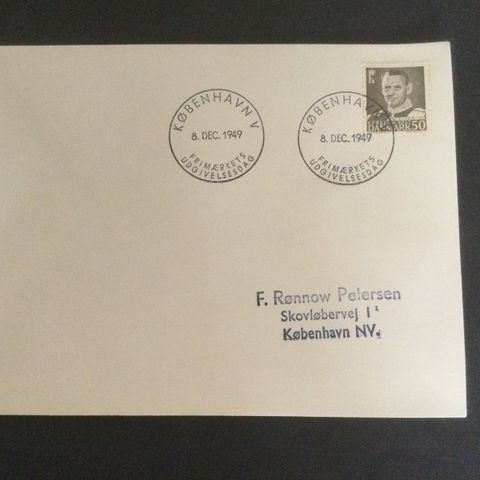 KØBENHAVN V
8. DEC. 1949
FRIMÆRKETS
UDGIVELSESDAG
KØBENHAVN
8. DEC. 1949
FRIMÆRKETS
UDGIVELSESDAG
DANMARK 50
F. Rønnow Petersen
Skovløbervej 1
København NV.